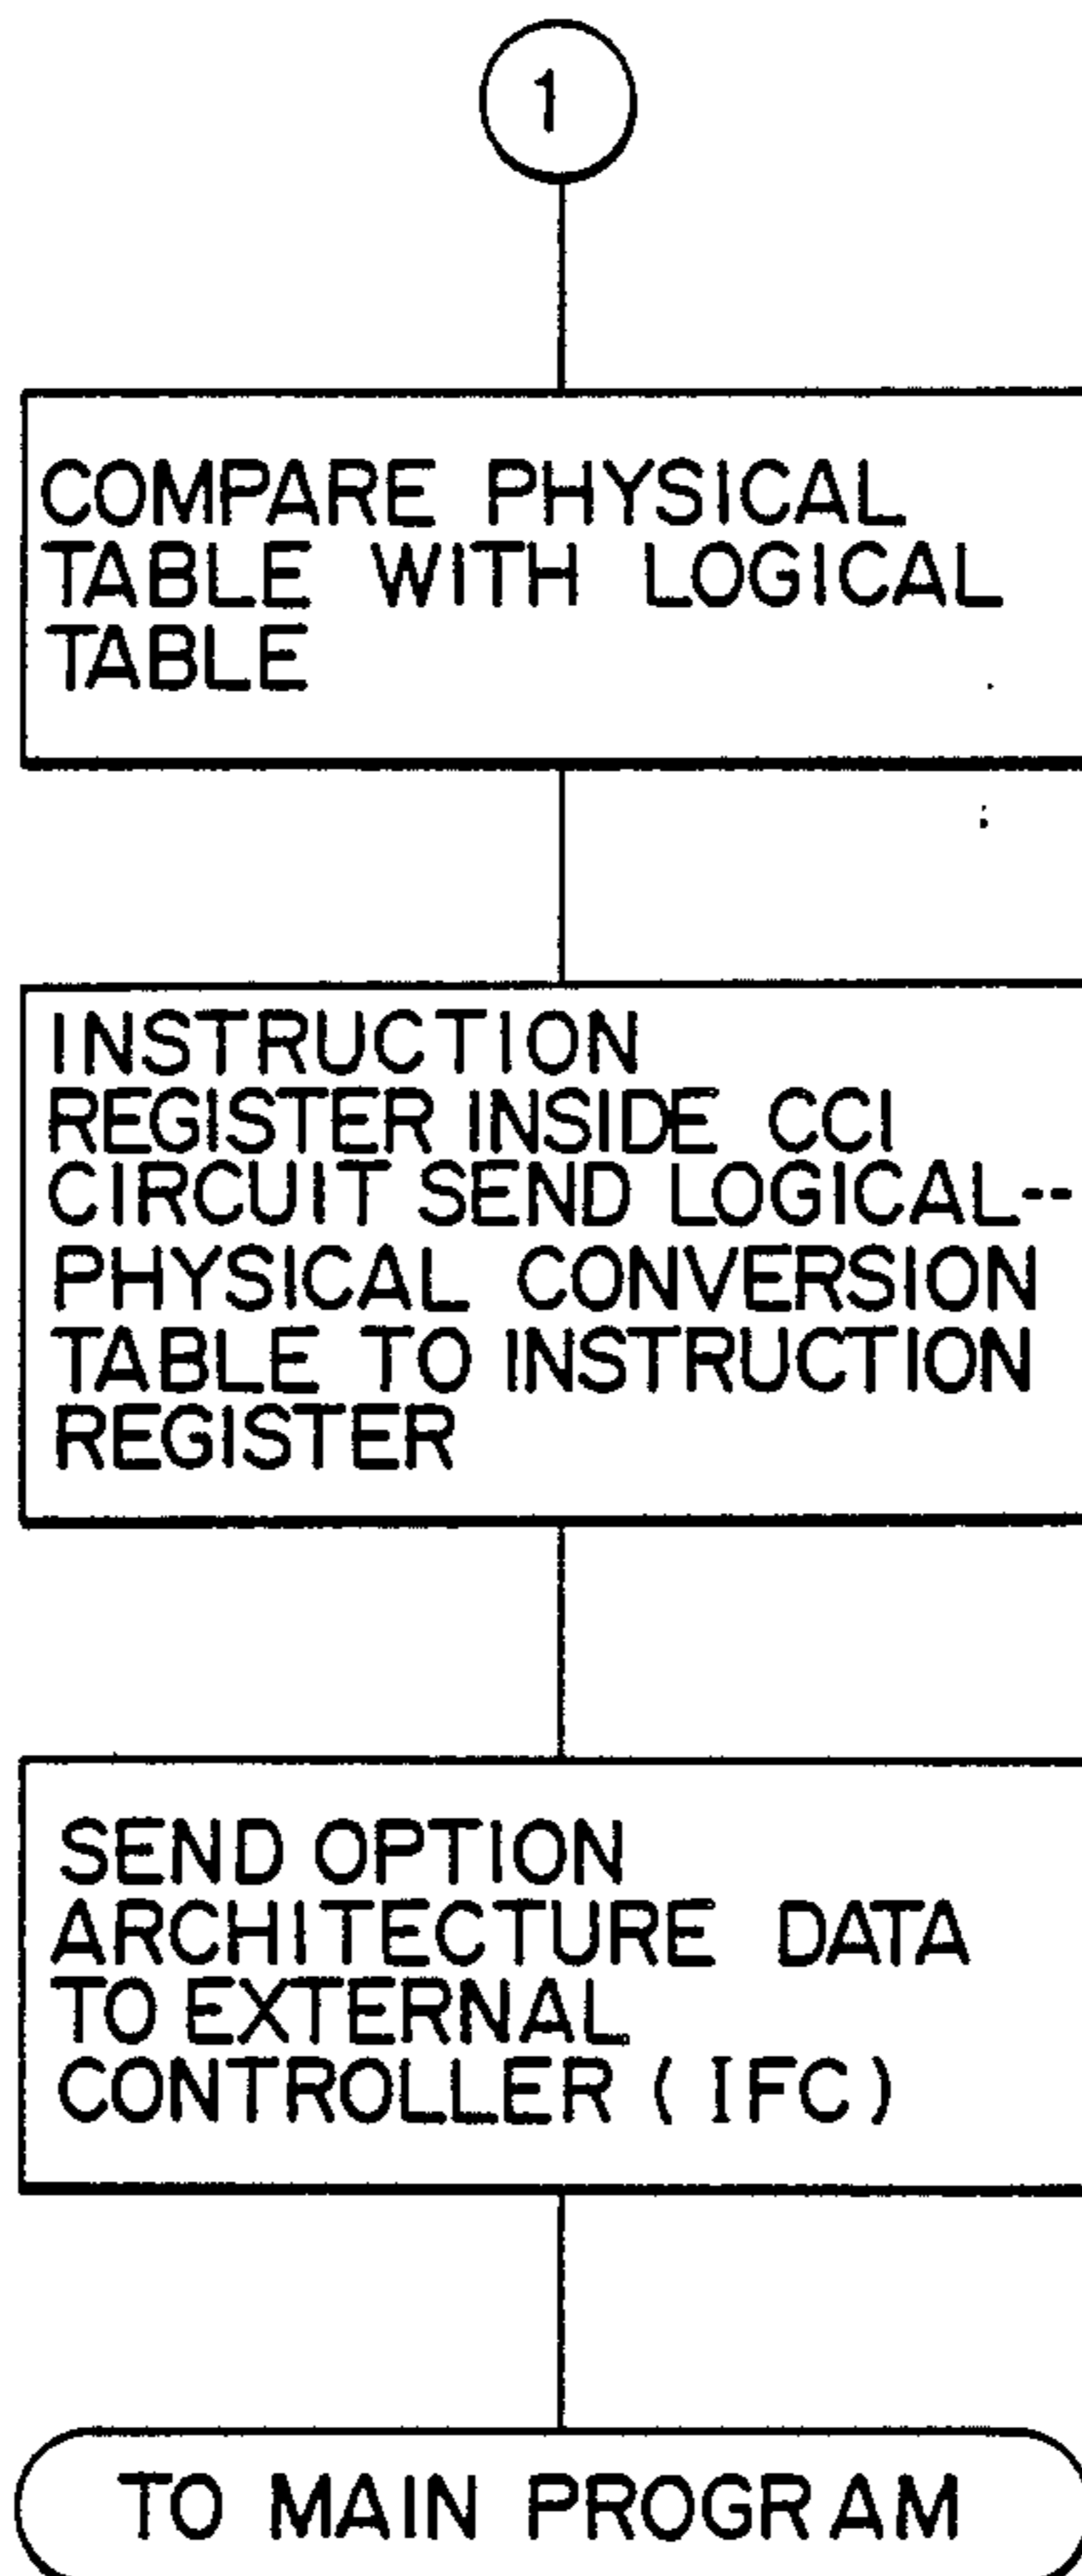 1
COMPARE PHYSICAL
TABLE WITH LOGICAL
TABLE
INSTRUCTION
REGISTER INSIDE CCI
CIRCUIT SEND LOGICAL--
PHYSICAL CONVERSION
TABLE TO INSTRUCTION
REGISTER
SEND OPTION
ARCHITECTURE DATA
TO EXTERNAL
CONTROLLER ( IFC )
TO MAIN PROGRAM